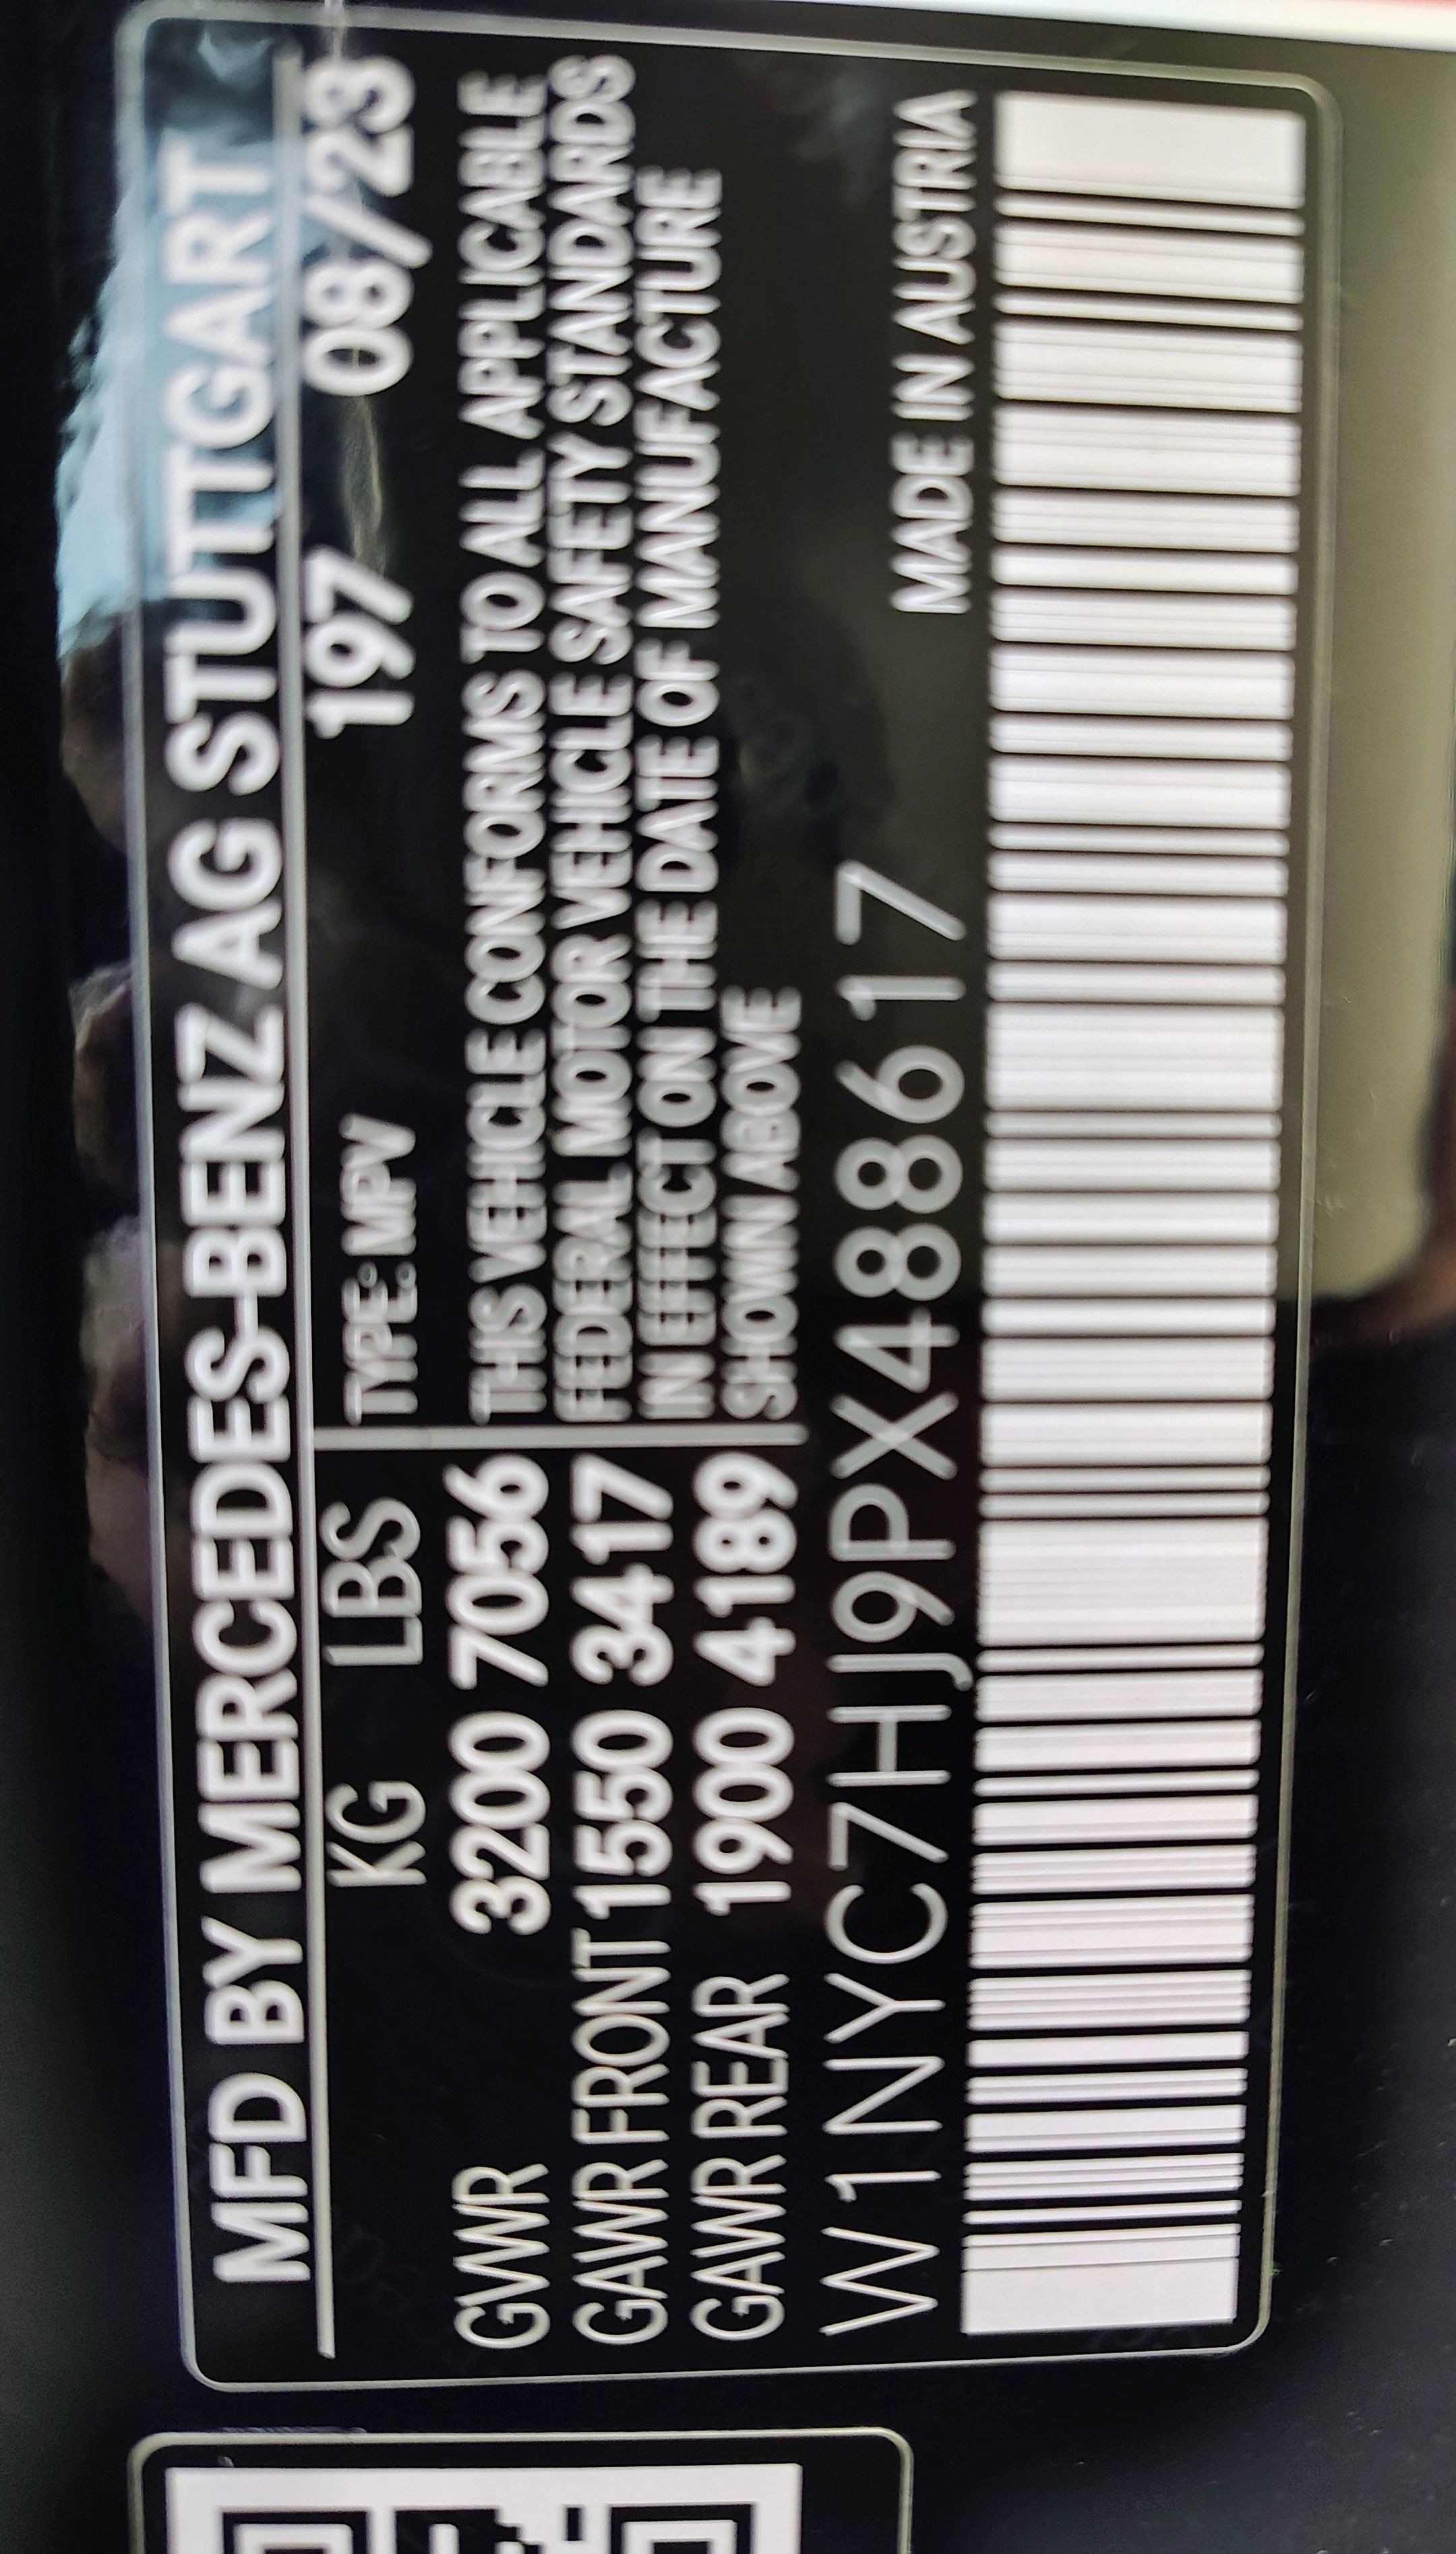 MFD BY MERCEDES-BENZ AG STUTTGART
KG LBS
TYPE: MPV 197 08/23
GVWR 3200 7056
GAWR FRONT 1550 3417
GAWR REAR 1900 4189
THIS VEHICLE CONFORMS TO ALL APPLICABLE
FEDERAL MOTOR VEHICLE SAFETY STANDARDS
IN EFFECT ON THE DATE OF MANUFACTURE
SHOWN ABOVE
W1NYC7HJ9PX488617
MADE IN AUSTRIA